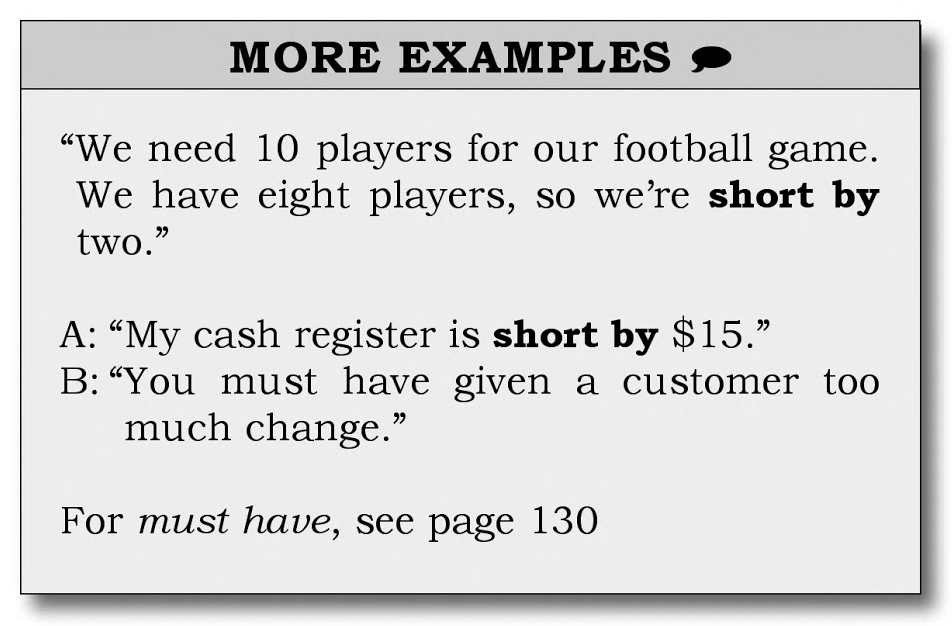 MORE EXAMPLES
“We need 10 players for our football game.
We have eight players, so we’re short by
two.”
A: “My cash register is short by $15.”
B: “You must have given a customer too
much change.”
For must have, see page 130